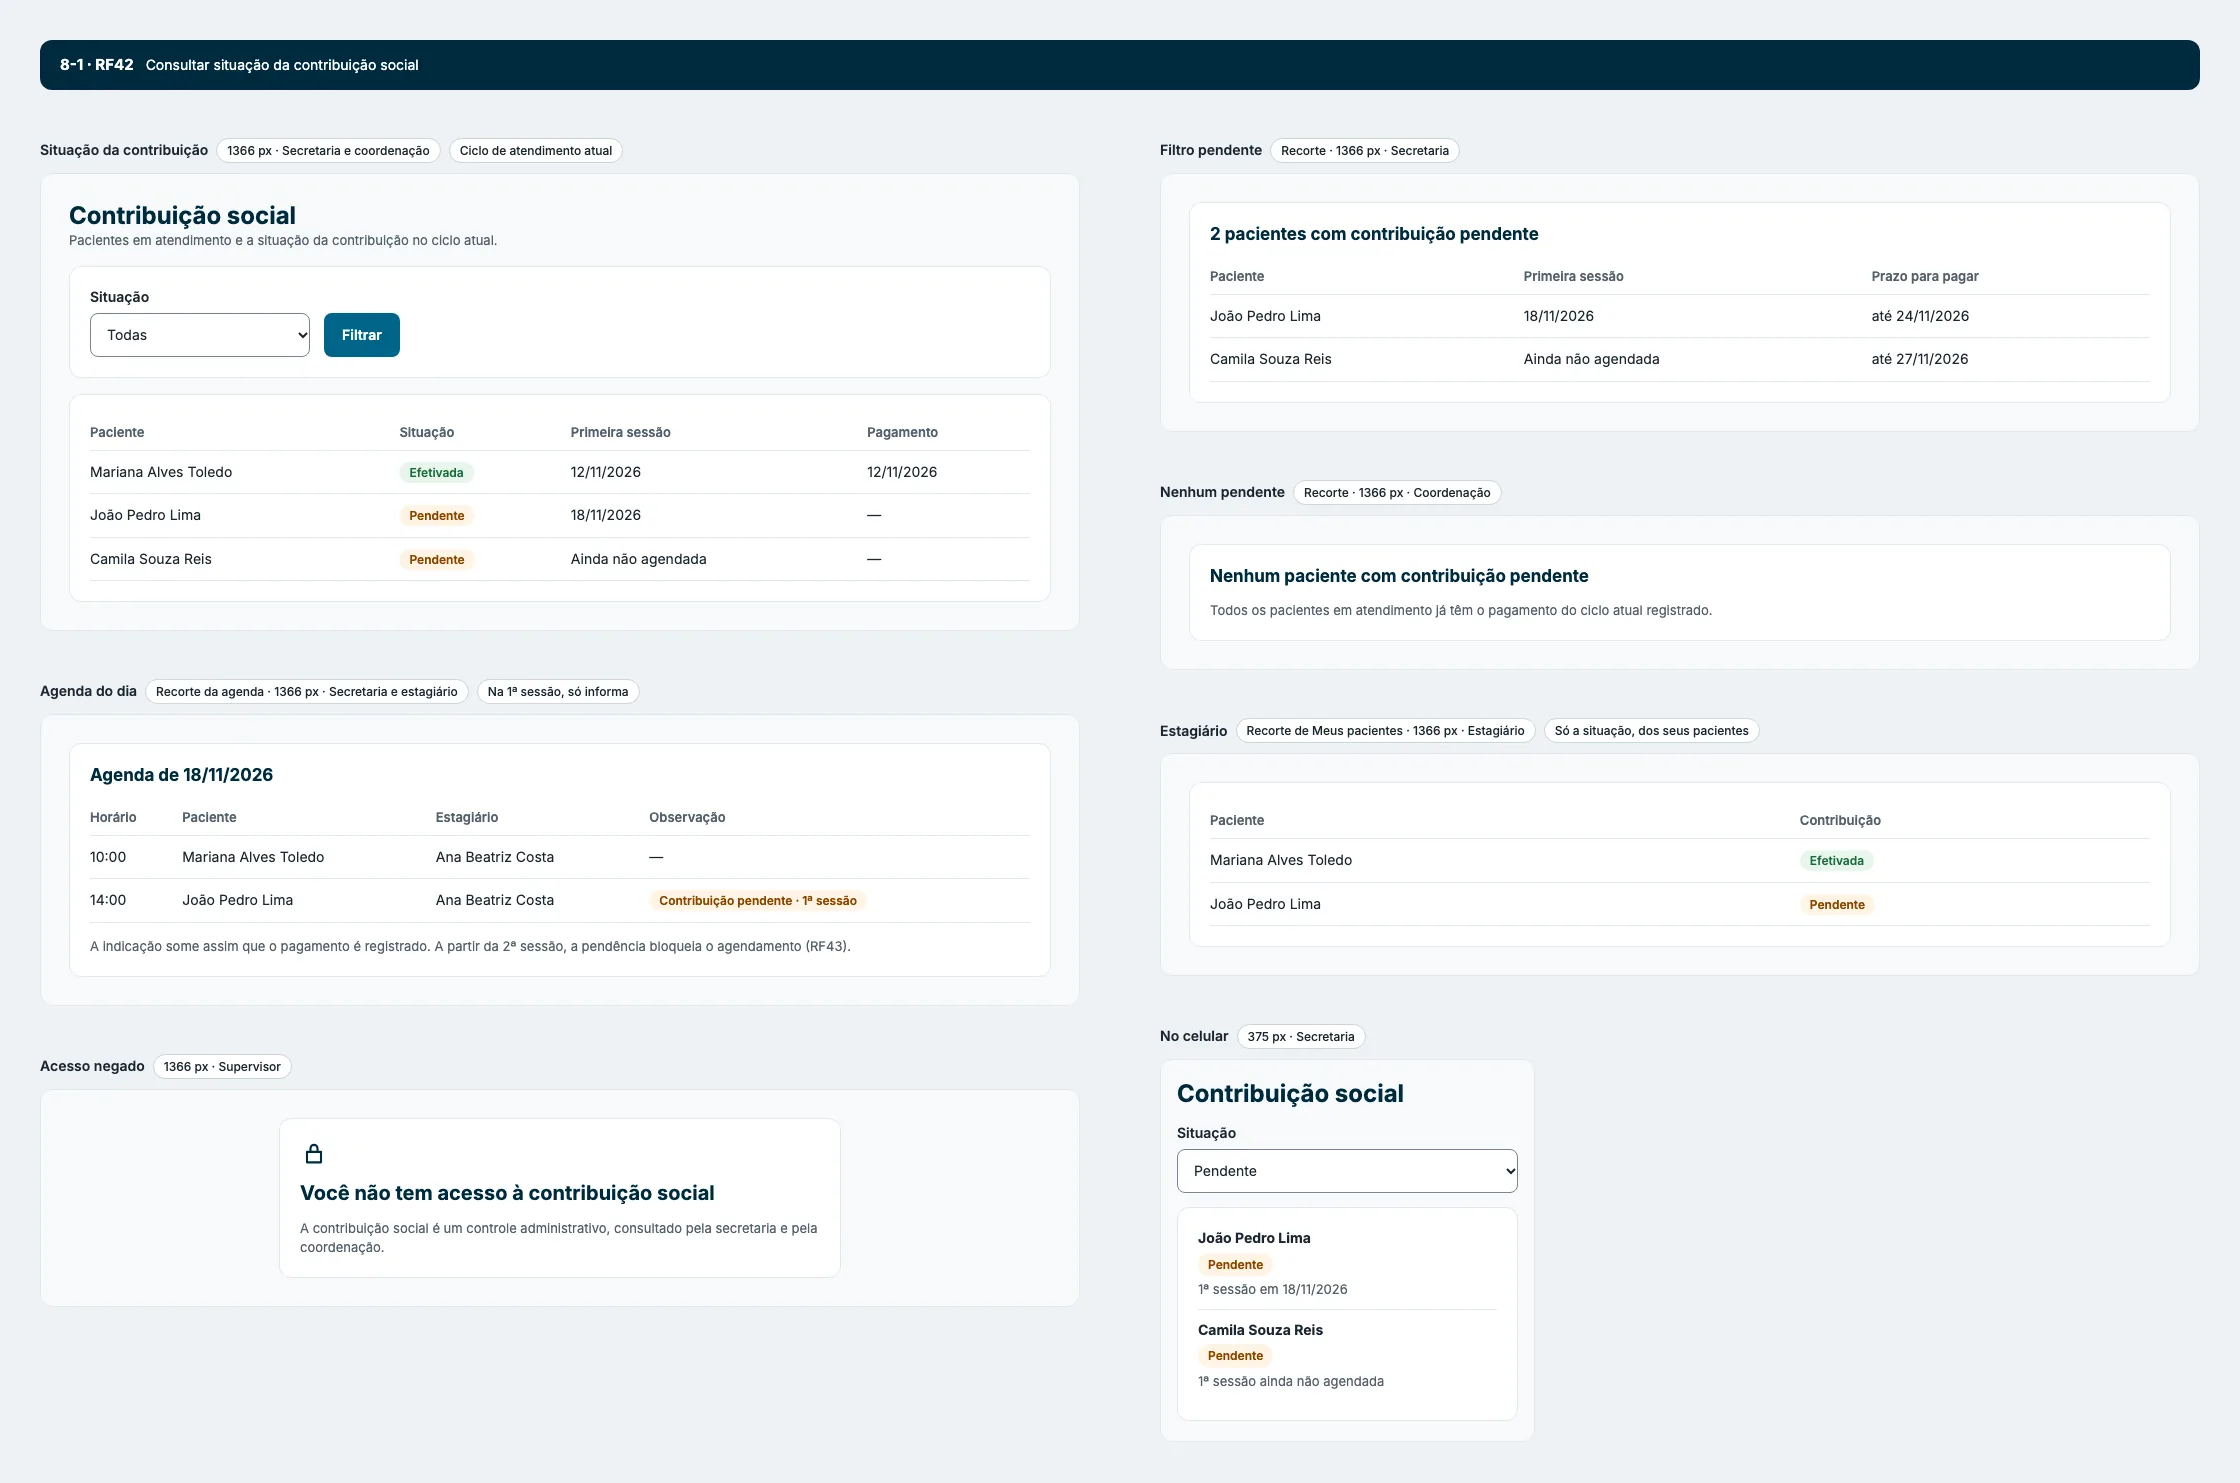 8-1 · RF42 Consultar situação da contribuição social
Situação da contribuição 1366 px · Secretaria e coordenação Ciclo de atendimento atual
Contribuição social
Pacientes em atendimento e a situação da contribuição no ciclo atual.
Situação
Todas Filtrar
Paciente Situação Primeira sessão Pagamento
Mariana Alves Toledo Efetivada 12/11/2026 12/11/2026
João Pedro Lima Pendente 18/11/2026 —
Camila Souza Reis Pendente Ainda não agendada —
Agenda do dia Recorte da agenda · 1366 px · Secretaria e estagiário Na 1ª sessão, só informa
Agenda de 18/11/2026
Horário Paciente Estagiário Observação
10:00 Mariana Alves Toledo Ana Beatriz Costa —
14:00 João Pedro Lima Ana Beatriz Costa Contribuição pendente · 1ª sessão
A indicação some assim que o pagamento é registrado. A partir da 2ª sessão, a pendência bloqueia o agendamento (RF43).
Acesso negado 1366 px · Supervisor
Você não tem acesso à contribuição social
A contribuição social é um controle administrativo, consultado pela secretaria e pela
coordenação.
Filtro pendente Recorte · 1366 px · Secretaria
2 pacientes com contribuição pendente
Paciente Primeira sessão Prazo para pagar
João Pedro Lima 18/11/2026 até 24/11/2026
Camila Souza Reis Ainda não agendada até 27/11/2026
Nenhum pendente Recorte · 1366 px · Coordenação
Nenhum paciente com contribuição pendente
Todos os pacientes em atendimento já têm o pagamento do ciclo atual registrado.
Estagiário Recorte de Meus pacientes · 1366 px · Estagiário Só a situação, dos seus pacientes
Paciente Contribuição
Mariana Alves Toledo Efetivada
João Pedro Lima Pendente
No celular 375 px · Secretaria
Contribuição social
Situação
Pendente
João Pedro Lima
Pendente
1ª sessão em 18/11/2026
Camila Souza Reis
Pendente
1ª sessão ainda não agendada